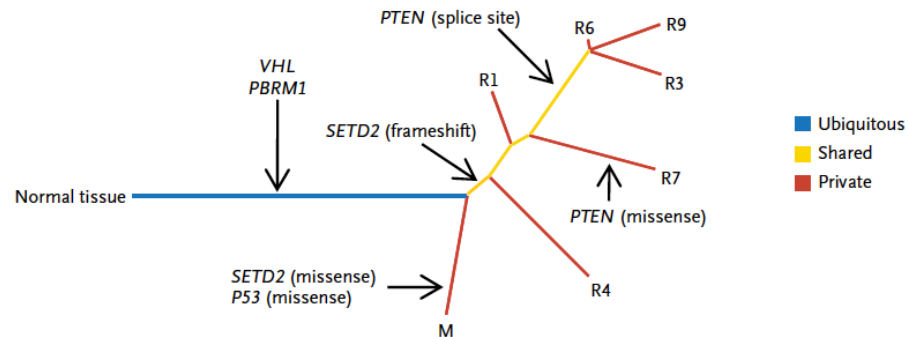 PTEN (splice site)
R6
R9
VHL
PBRM1
R3
R1
SETD2 (frameshift)
Ubiquitous
Shared
Private
R7
Normal tissue
PTEN (missense)
SETD2 (missense)
P53 (missense)
R4
M